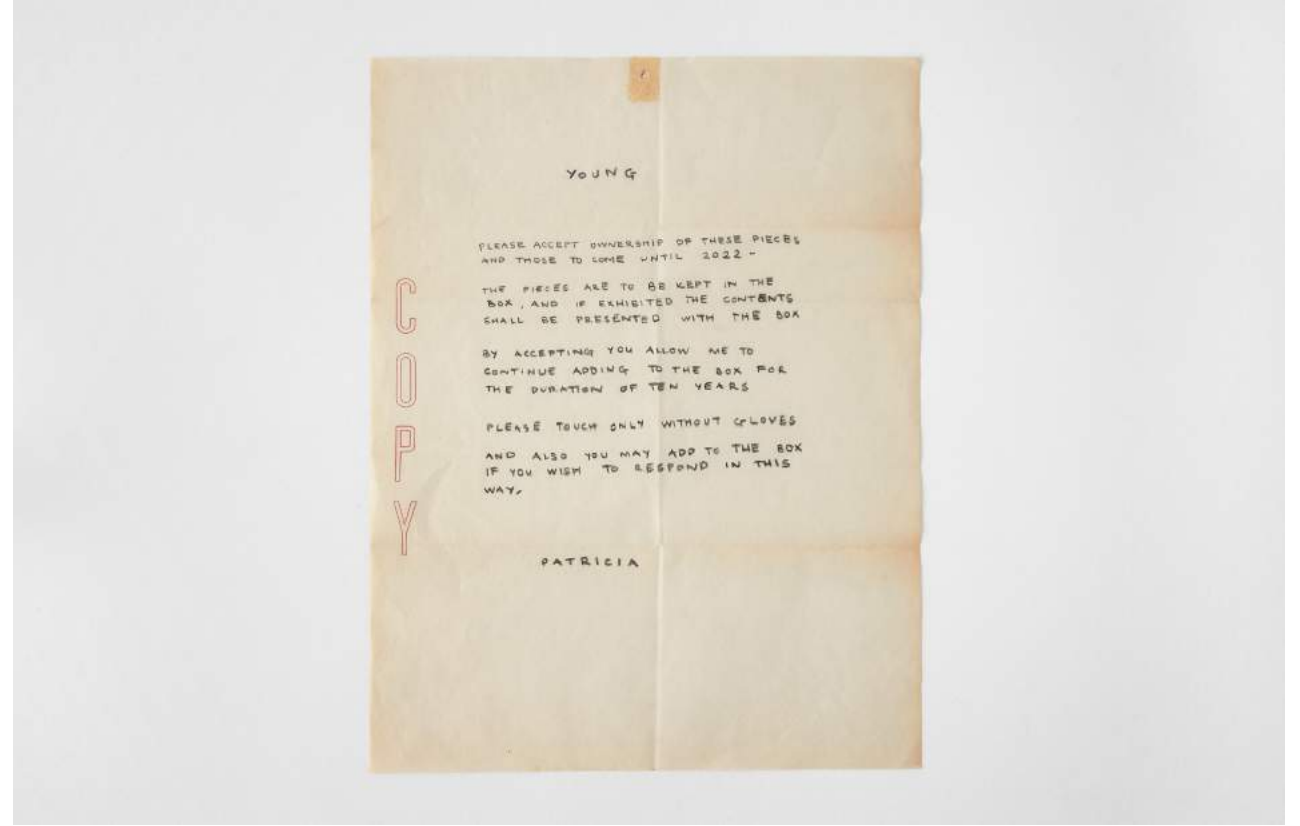 YOUNG
PLEASE ACCEPT OWNERSHIP OF THESE PIECES
AND THOSE TO COME UNTIL 2022 -
THE PIECES ARE TO BE KEPT IN THE
BOX, AND IF EXHIBITED THE CONTENTS
SHALL BE PRESENTED WITH THE BOX
BY ACCEPTING YOU ALLOW ME TO
CONTINUE ADDING TO THE BOX FOR
THE DURATION OF TEN YEARS
PLEASE TOUCH ONLY WITHOUT GLOVES
AND ALSO YOU MAY ADD TO THE BOX
IF YOU WISH TO RESPOND IN THIS
WAY.
PATRICIA
COPY